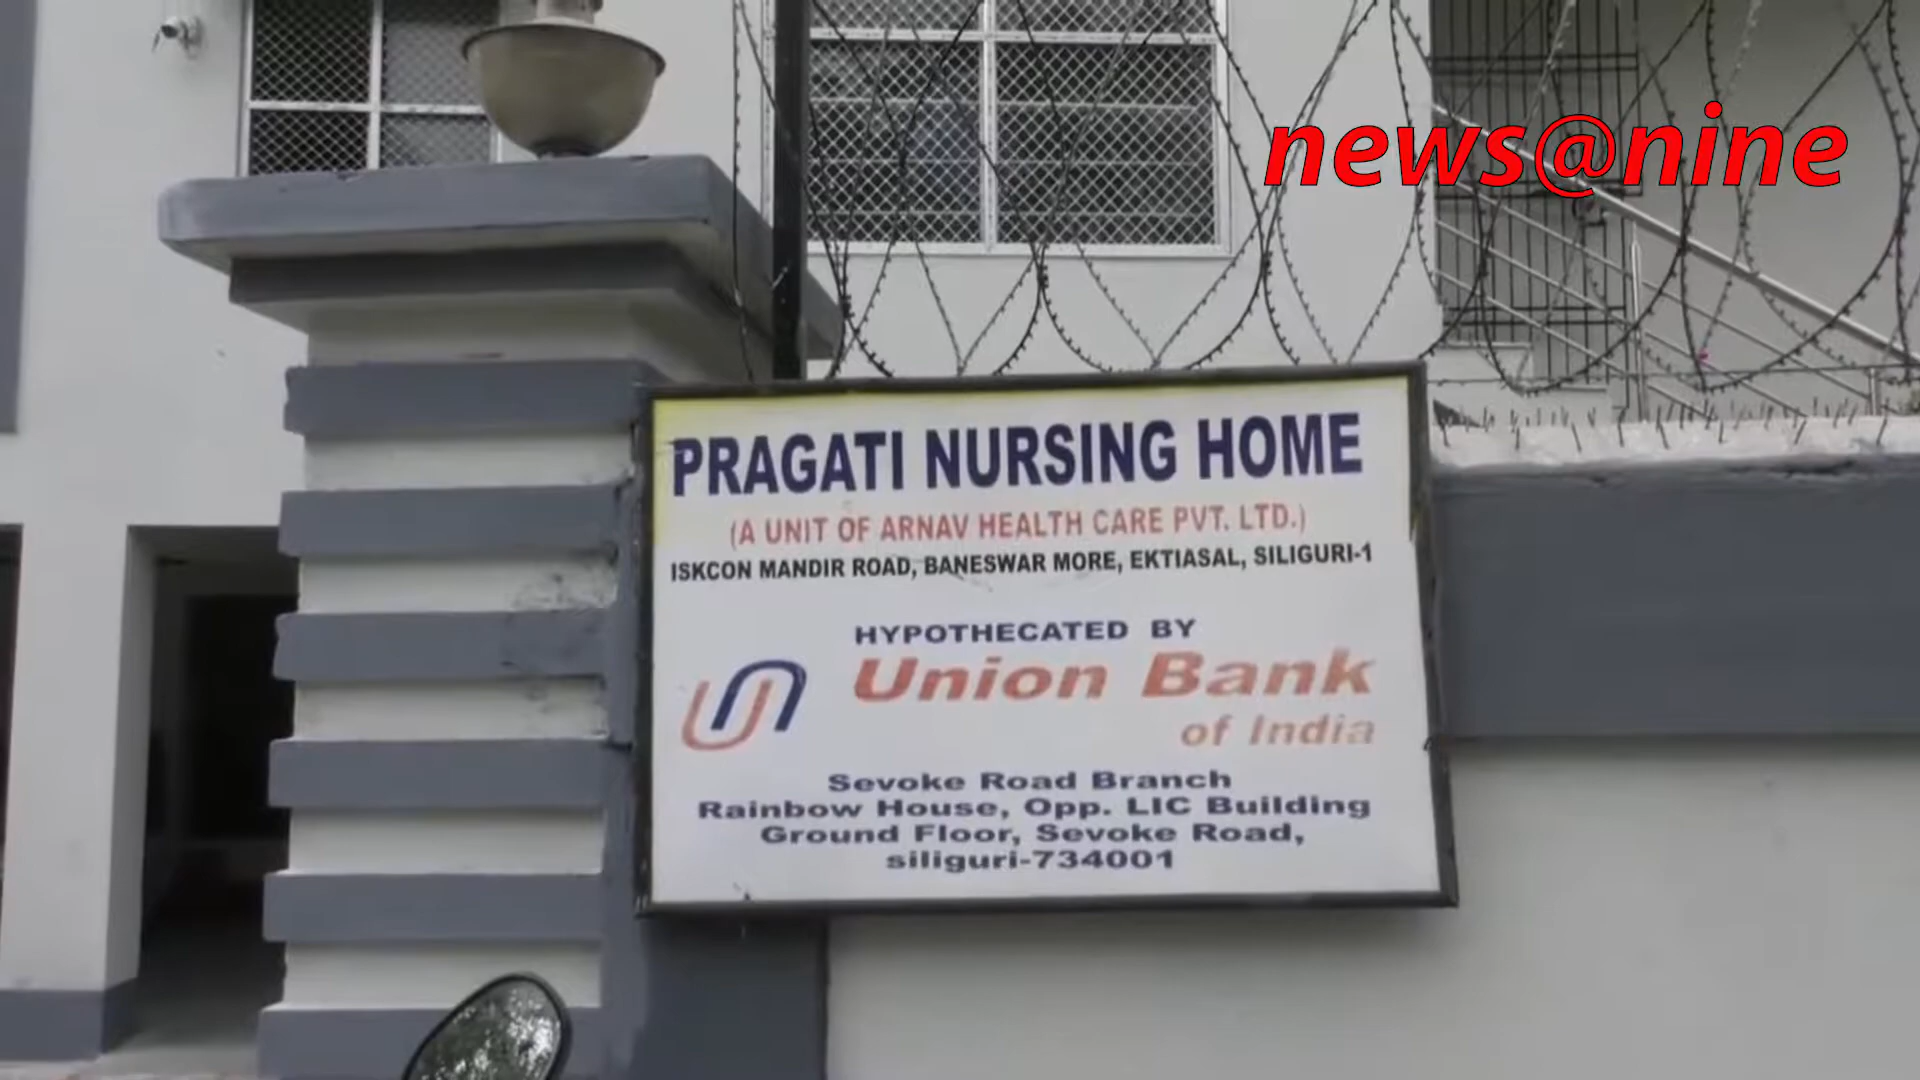 news@nine
PRAGATI NURSING HOME
(A UNIT OF ARNAV HEALTH CARE PVT. LTD.)
ISKCON MANDIR ROAD, BANESWAR MORE, EKTIASAL, SILIGURI-1
HYPOTHECATED BY
Union Bank
of India
Sevoke Road Branch
Rainbow House, Opp. LIC Building
Ground Floor, Sevoke Road,
siliguri-734001